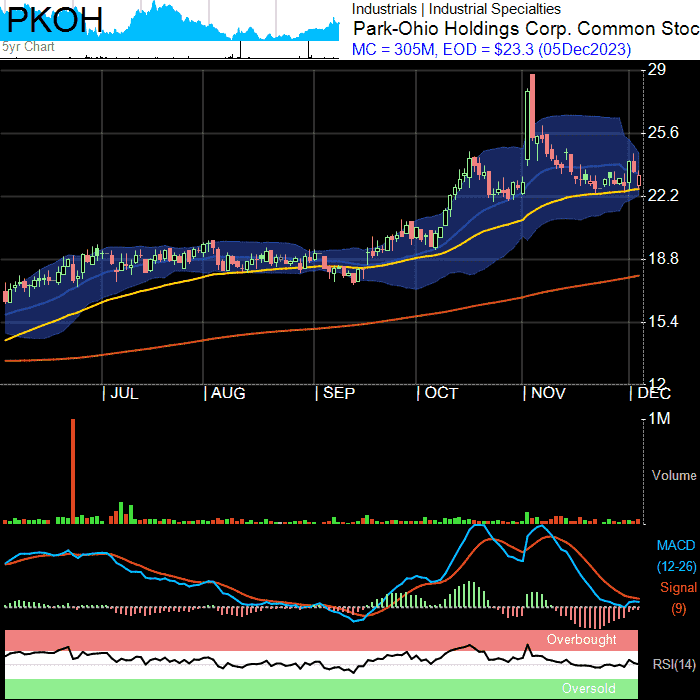 PKOH
5yr Chart
Industrials | Industrial Specialties
Park-Ohio Holdings Corp. Common Stoc
MC = 305M, EOD = $23.3 (05Dec2023)
29
25.6
22.2
18.8
15.4
12
| JUL
| AUG
| SEP
| OCT
| NOV
| DEC
1M
Volume
MACD
(12-26)
Signal
(9)
Overbought
RSI(14)
Oversold